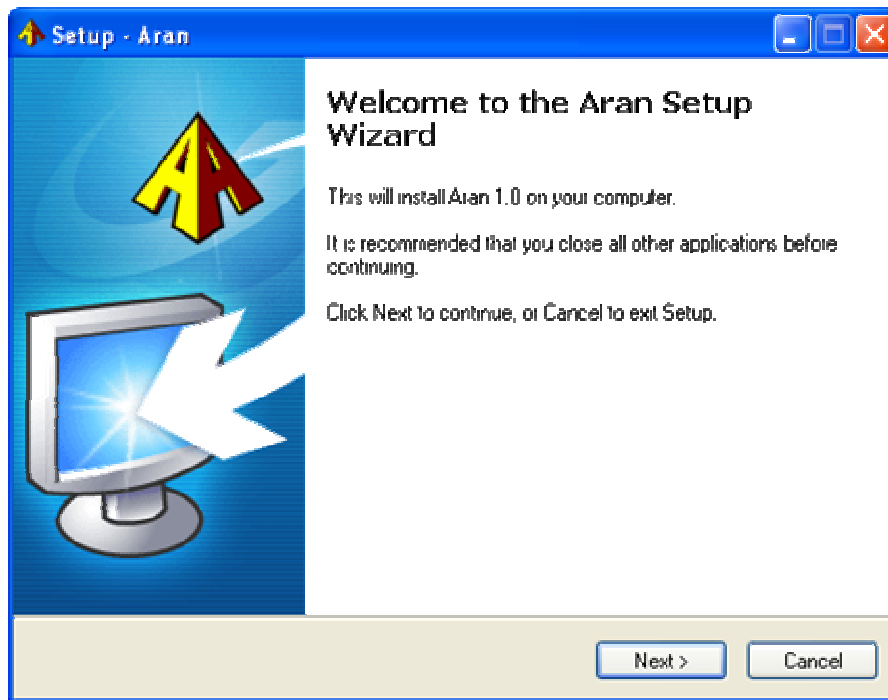 Setup - Aran
Welcome to the Aran Setup
Wizard
This will install Aran 1.0 on your computer.
It is recommended that you close all other applications before
continuing.
Click Next to continue, or Cancel to exit Setup.
Next >
Cancel